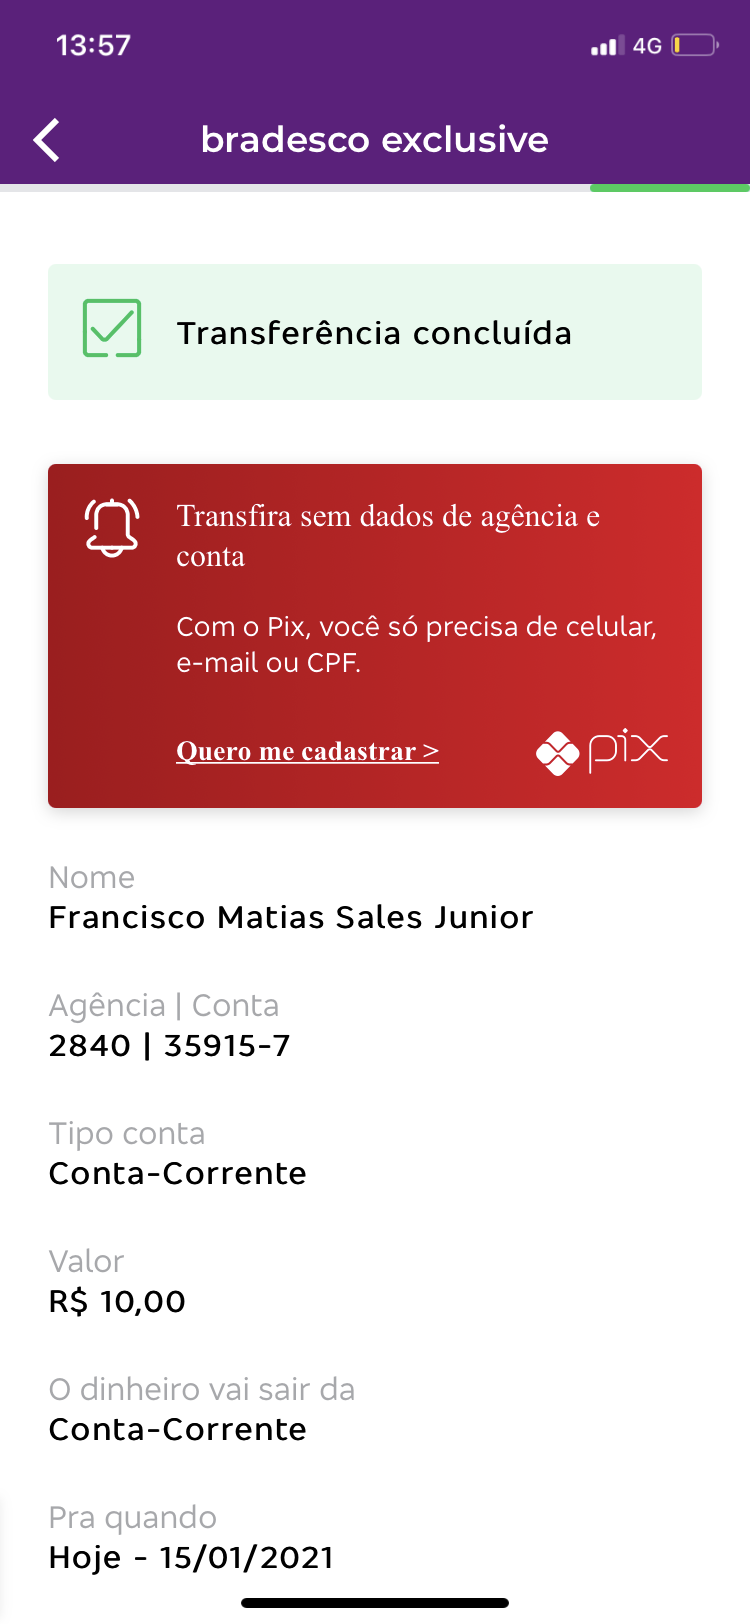 13:57
4G
bradesco exclusive
Transferência concluída
Transfira sem dados de agência e
conta
Com o Pix, você só precisa de celular,
e-mail ou CPF.
Quero me cadastrar >
pix
Nome
Francisco Matias Sales Junior
Agência | Conta
2840 | 35915-7
Tipo conta
Conta-Corrente
Valor
R$ 10,00
O dinheiro vai sair da
Conta-Corrente
Pra quando
Hoje - 15/01/2021